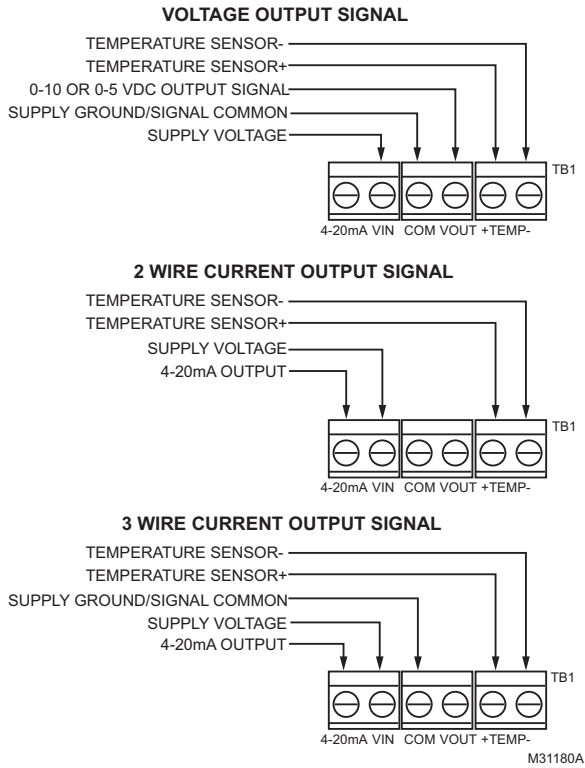 VOLTAGE OUTPUT SIGNAL
TEMPERATURE SENSOR-
TEMPERATURE SENSOR+
0-10 OR 0-5 VDC OUTPUT SIGNAL
SUPPLY GROUND/SIGNAL COMMON
SUPPLY VOLTAGE
TB1
4-20mA VIN COM VOUT +TEMP-
2 WIRE CURRENT OUTPUT SIGNAL
TEMPERATURE SENSOR-
TEMPERATURE SENSOR+
SUPPLY VOLTAGE
4-20mA OUTPUT
TB1
4-20mA VIN COM VOUT +TEMP-
3 WIRE CURRENT OUTPUT SIGNAL
TEMPERATURE SENSOR-
TEMPERATURE SENSOR+
SUPPLY GROUND/SIGNAL COMMON
SUPPLY VOLTAGE
4-20mA OUTPUT
TB1
4-20mA VIN COM VOUT +TEMP-
M31180A